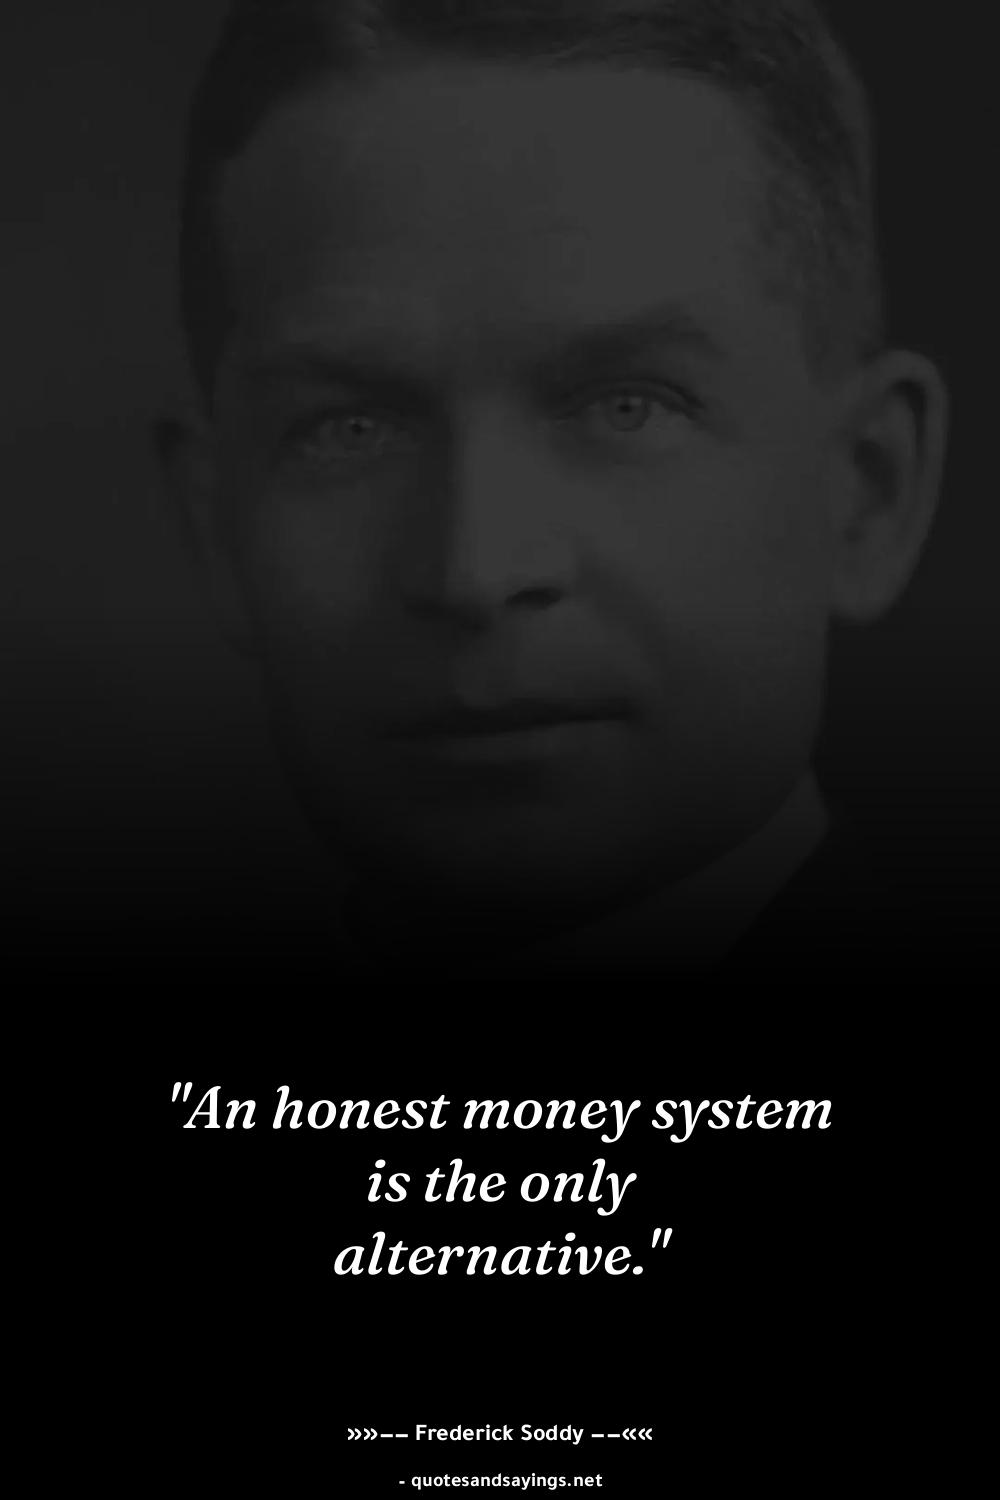 "An honest money system
is the only
alternative."
»»−− Frederick Soddy −−««
- quotesandsayings.net